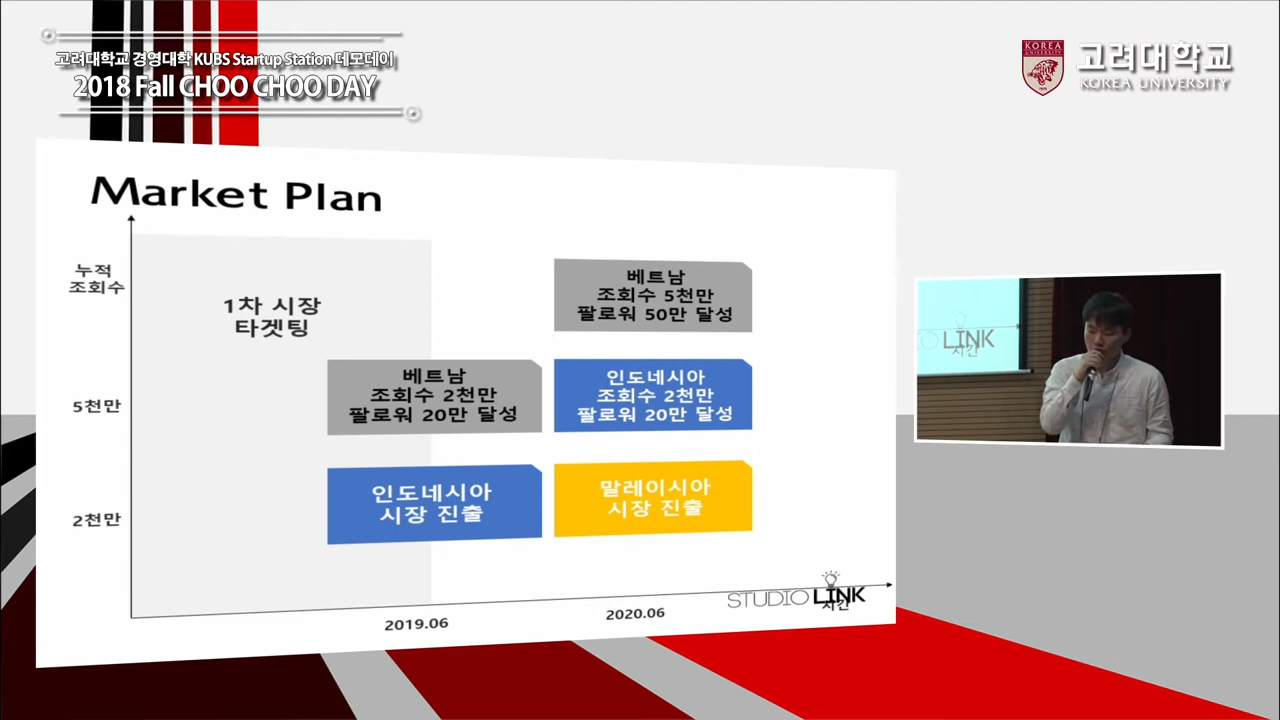 고려대학교 경영대학 KUBS Startup Station 데모데이
2018 Fall CHOO CHOO DAY
KOREA
UNIVERSITY
고려대학교
KOREA UNIVERSITY
Market Plan
누적
조회수
1차 시장
타겟팅
베트남
조회수 5천만
팔로워 50만 달성
5천만
베트남
조회수 2천만
팔로워 20만 달성
인도네시아
조회수 2천만
팔로워 20만 달성
2천만
인도네시아
시장 진출
말레이시아
시장 진출
2019.06
2020.06
STUDIO LINK
시간
LINK
시간